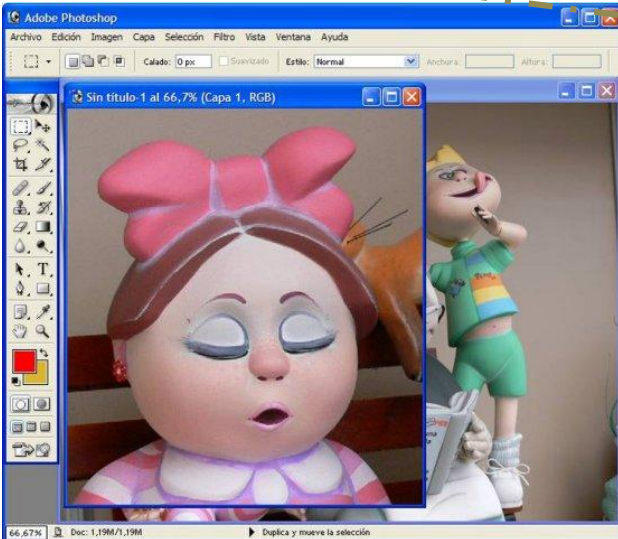 Adobe Photoshop
Archivo Edición Imagen Capa Selección Filtro Vista Ventana Ayuda
Calado: 0 px Suavizado Estilo: Normal Anchura: Altura:
Sin título-1 al 66,7% (Capa 1, RGB)
T
66,67% Doc: 1,19M/1,19M Duplica y mueve la selección